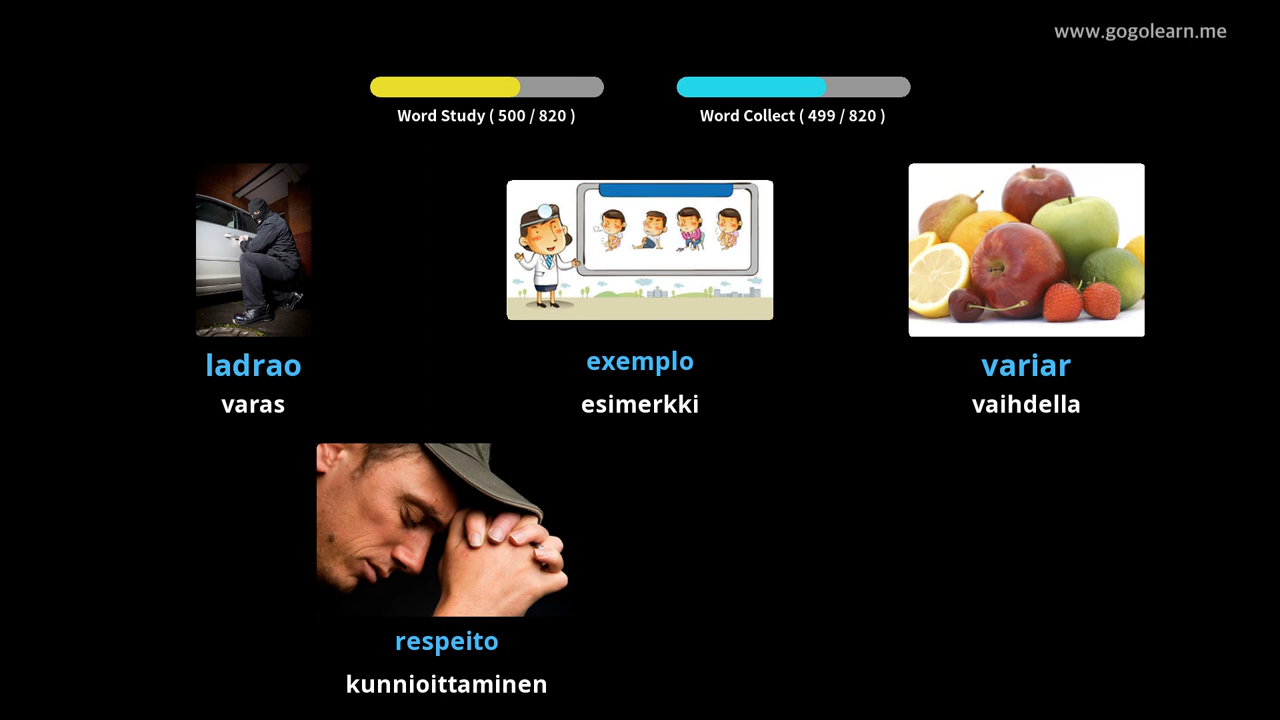 www.gogolearn.me
Word Study ( 500 / 820 )
Word Collect ( 499 / 820 )
ladrao
exemplo
variar
varas
esimerkki
vaihdella
respeito
kunnioittaminen